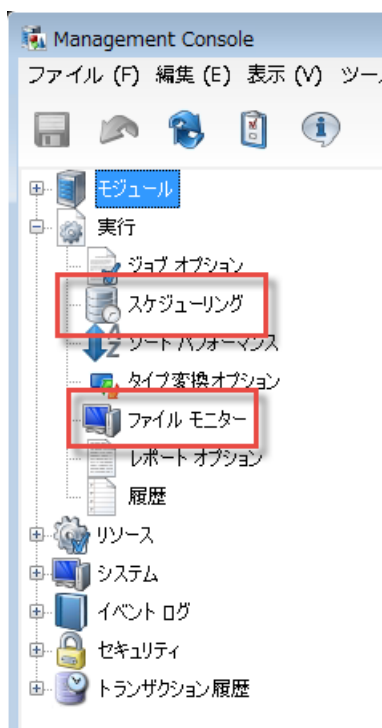 Management Console
ファイル (F) 編集 (E) 表示 (V) ツール
モジュール
実行
ジョブ オプション
スケジューリング
ソート パフォーマンス
タイプ変換オプション
ファイル モニター
レポート オプション
履歴
リソース
システム
イベント ログ
セキュリティ
トランザクション履歴